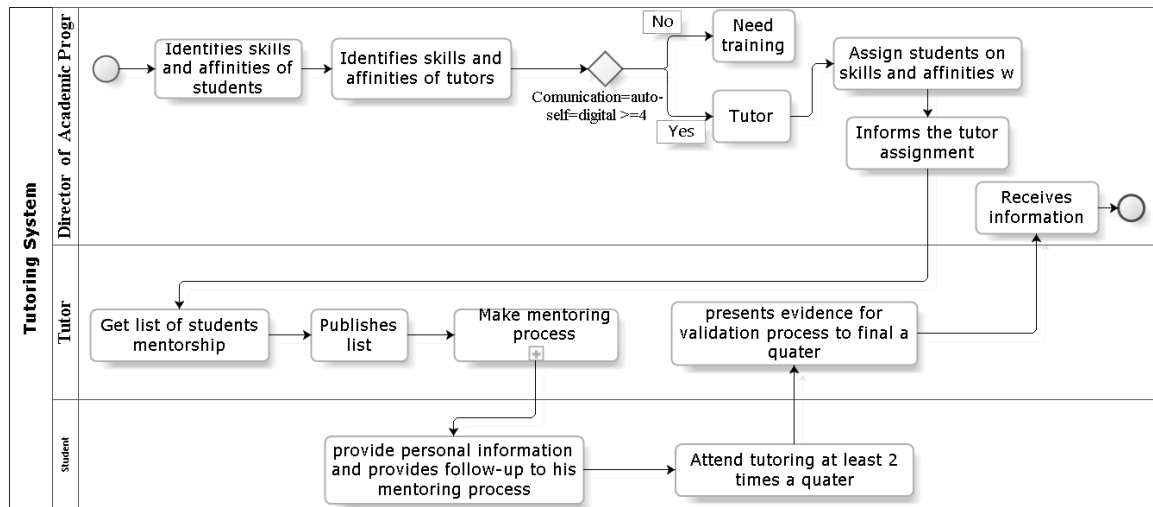 Tutoring System
Director of Academic Progr
Identifies skills
and affinities of
students
Identifies skills and
affinities of tutors
Comunication=auto-
self=digital >=4
No
Need
training
Yes
Tutor
Assign students on
skills and affinities w
Informs the tutor
assignment
Receives
information
Tutor
Get list of students
mentorship
Publishes
list
Make mentoring
process
presents evidence for
validation process to final a
quater
Student
provide personal information
and provides follow-up to his
mentoring process
Attend tutoring at least 2
times a quater